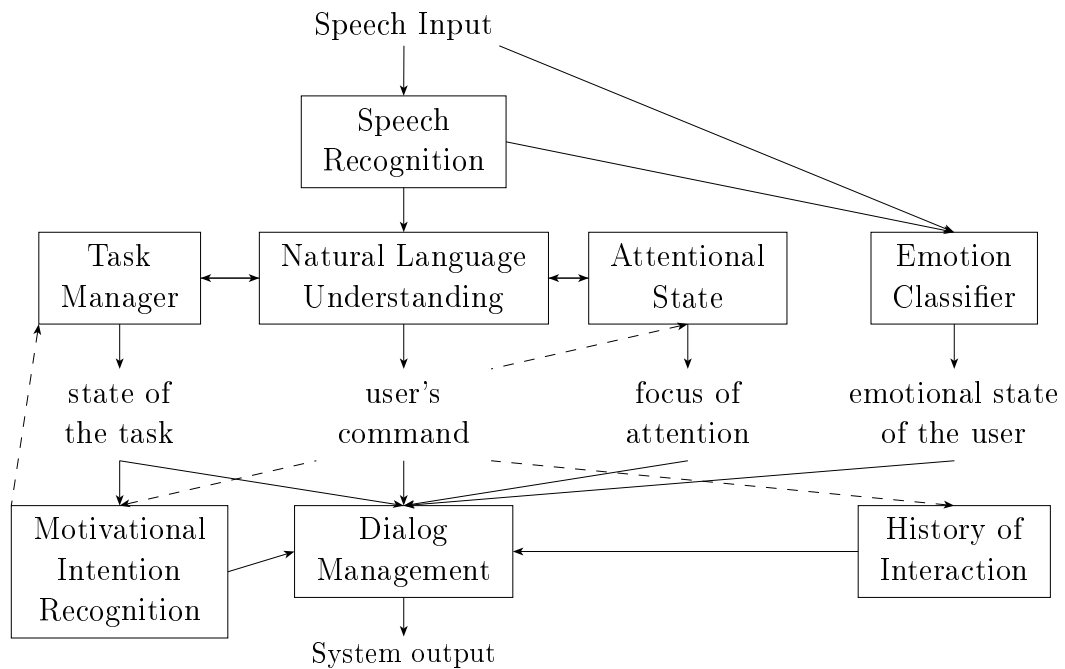 Speech Input
Speech
Recognition
Task
Manager
Natural Language
Understanding
Attentional
State
Emotion
Classifier
state of
the task
user's
command
focus of
attention
emotional state
of the user
Motivational
Intention
Recognition
Dialog
Management
History of
Interaction
System output